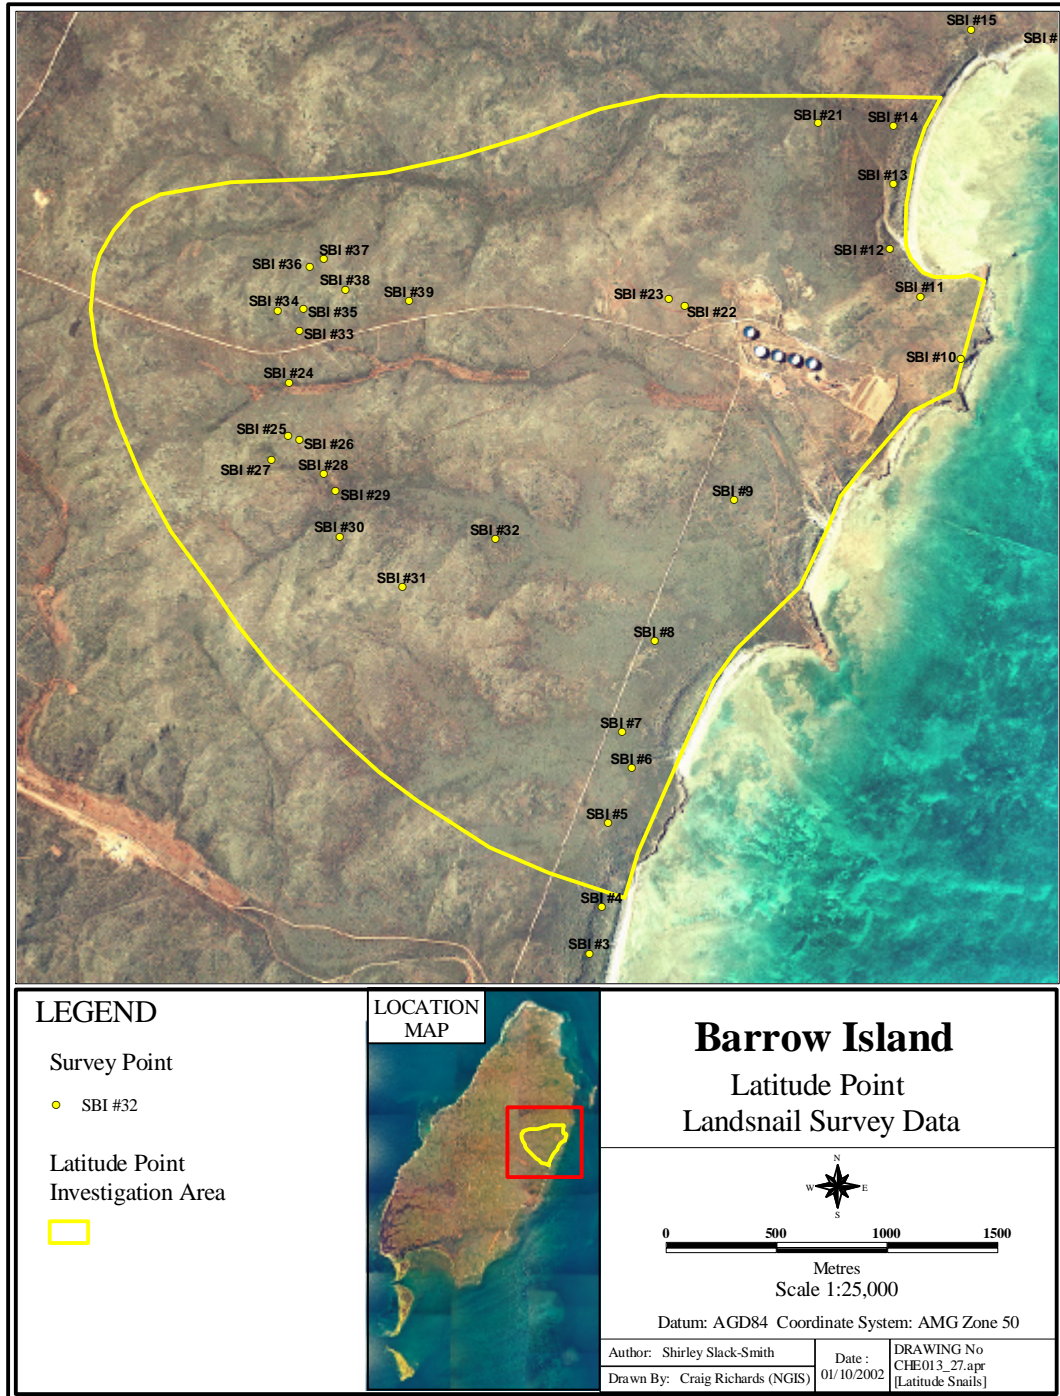 SBI #15
SBI #
SBI #21
SBI #14
SBI #13
SBI #12
SBI #37
SBI #36
SBI #38
SBI #39
SBI #23
SBI #11
SBI #34
SBI #35
SBI #22
SBI #33
SBI #10
SBI #24
SBI #25
SBI #26
SBI #27
SBI #28
SBI #29
SBI #9
SBI #30
SBI #32
SBI #31
SBI #8
SBI #7
SBI #6
SBI #5
SBI #4
SBI #3
LEGEND
Survey Point
SBI #32
Latitude Point
Investigation Area
LOCATION
MAP
Barrow Island
Latitude Point
Landsnail Survey Data
N
W E
S
0 500 1000 1500
Metres
Scale 1:25,000
Datum: AGD84 Coordinate System: AMG Zone 50
Author: Shirley Slack-Smith
Drawn By: Craig Richards (NGIS)
Date :
01/10/2002
DRAWING No
CHE013_27.apr
[Latitude Snails]